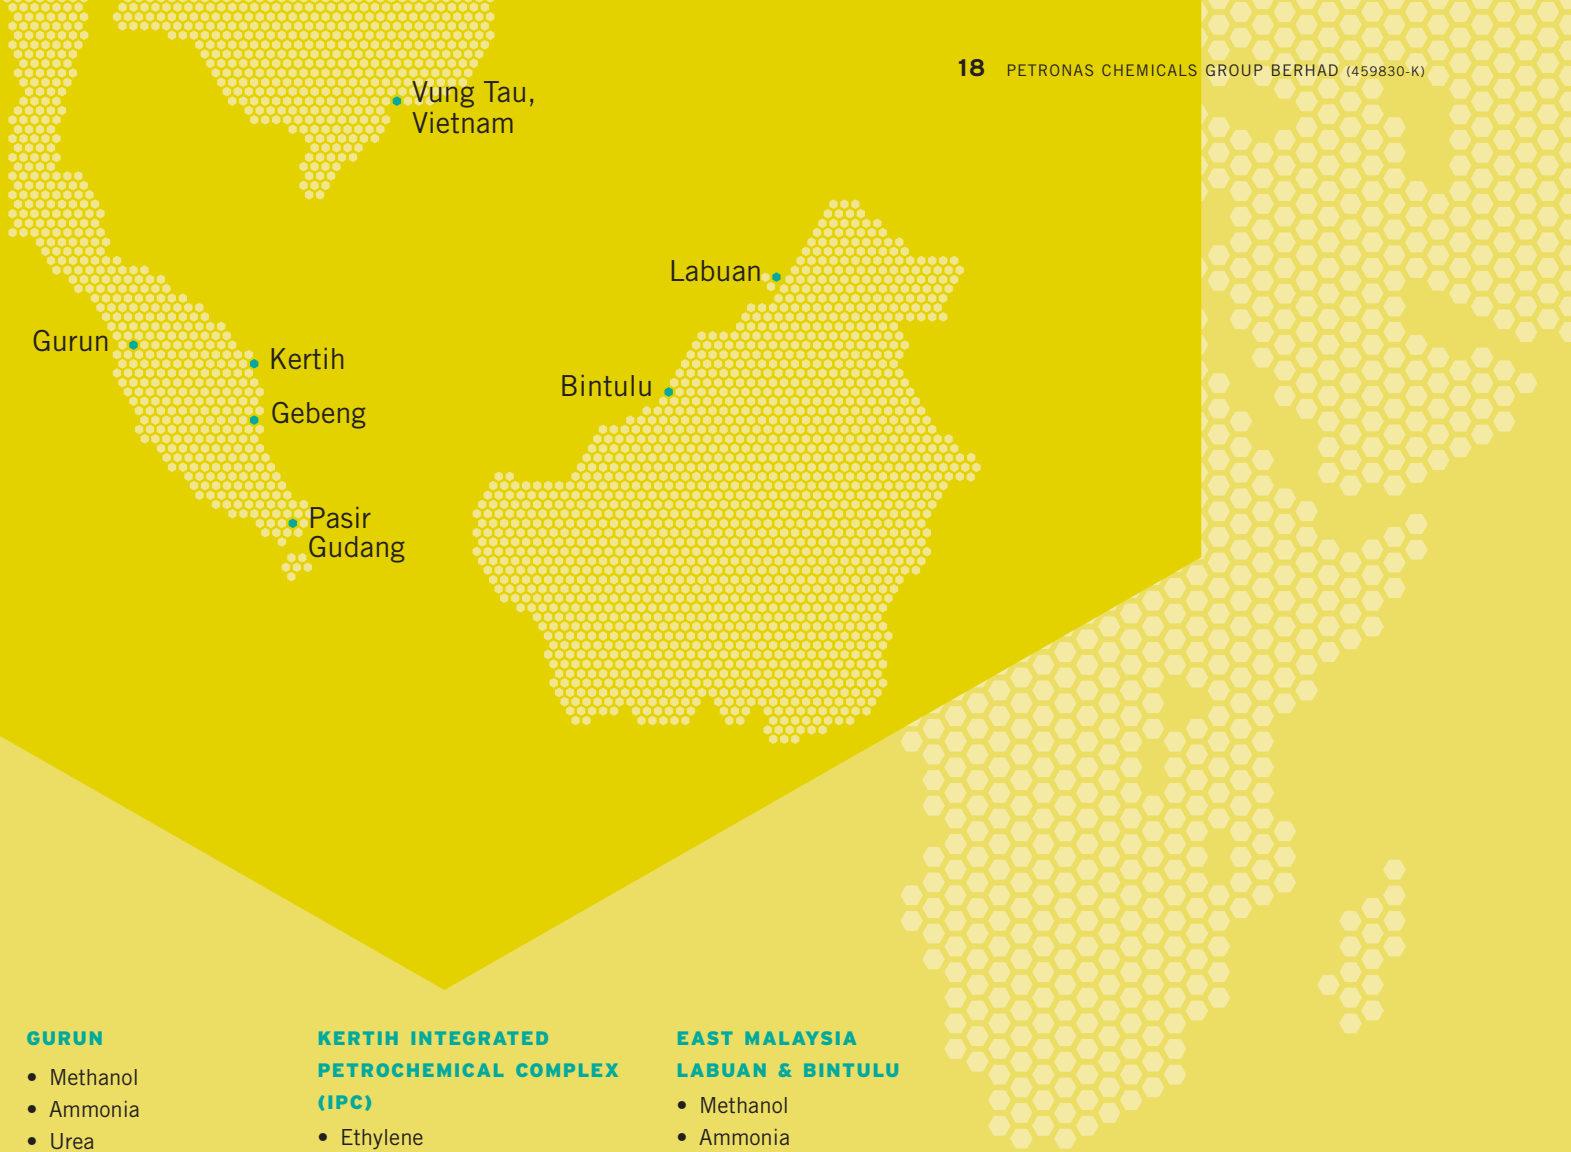 18 PETRONAS CHEMICALS GROUP BERHAD (459830-K)
Vung Tau,
Vietnam
Labuan
Gurun
Kertih
Bintulu
Gebeng
Pasir
Gudang
GURUN
• Methanol
• Ammonia
• Urea
KERTIH INTEGRATED
PETROCHEMICAL COMPLEX
(IPC)
• Ethylene
EAST MALAYSIA
LABUAN & BINTULU
• Methanol
• Ammonia